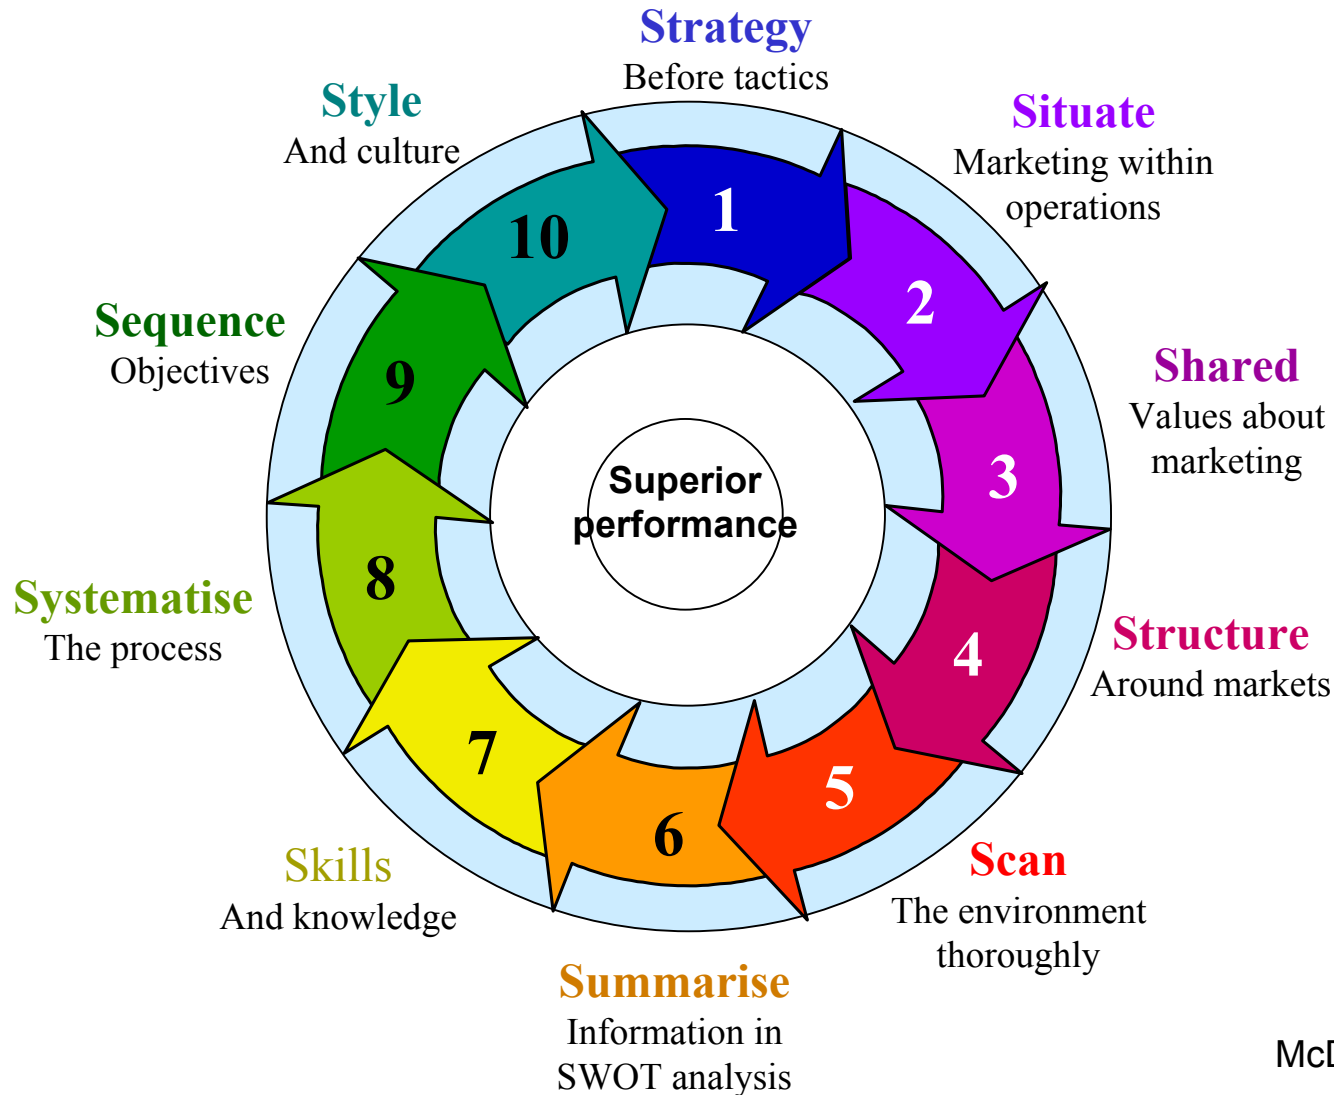 Strategy
Before tactics
1
Situate
Marketing within
operations
2
Shared
Values about
marketing
3
Structure
Around markets
4
Scan
The environment
thoroughly
5
Summarise
Information in
SWOT analysis
6
Skills
And knowledge
7
Systematise
The process
8
Sequence
Objectives
9
Style
And culture
10
Superior
performance